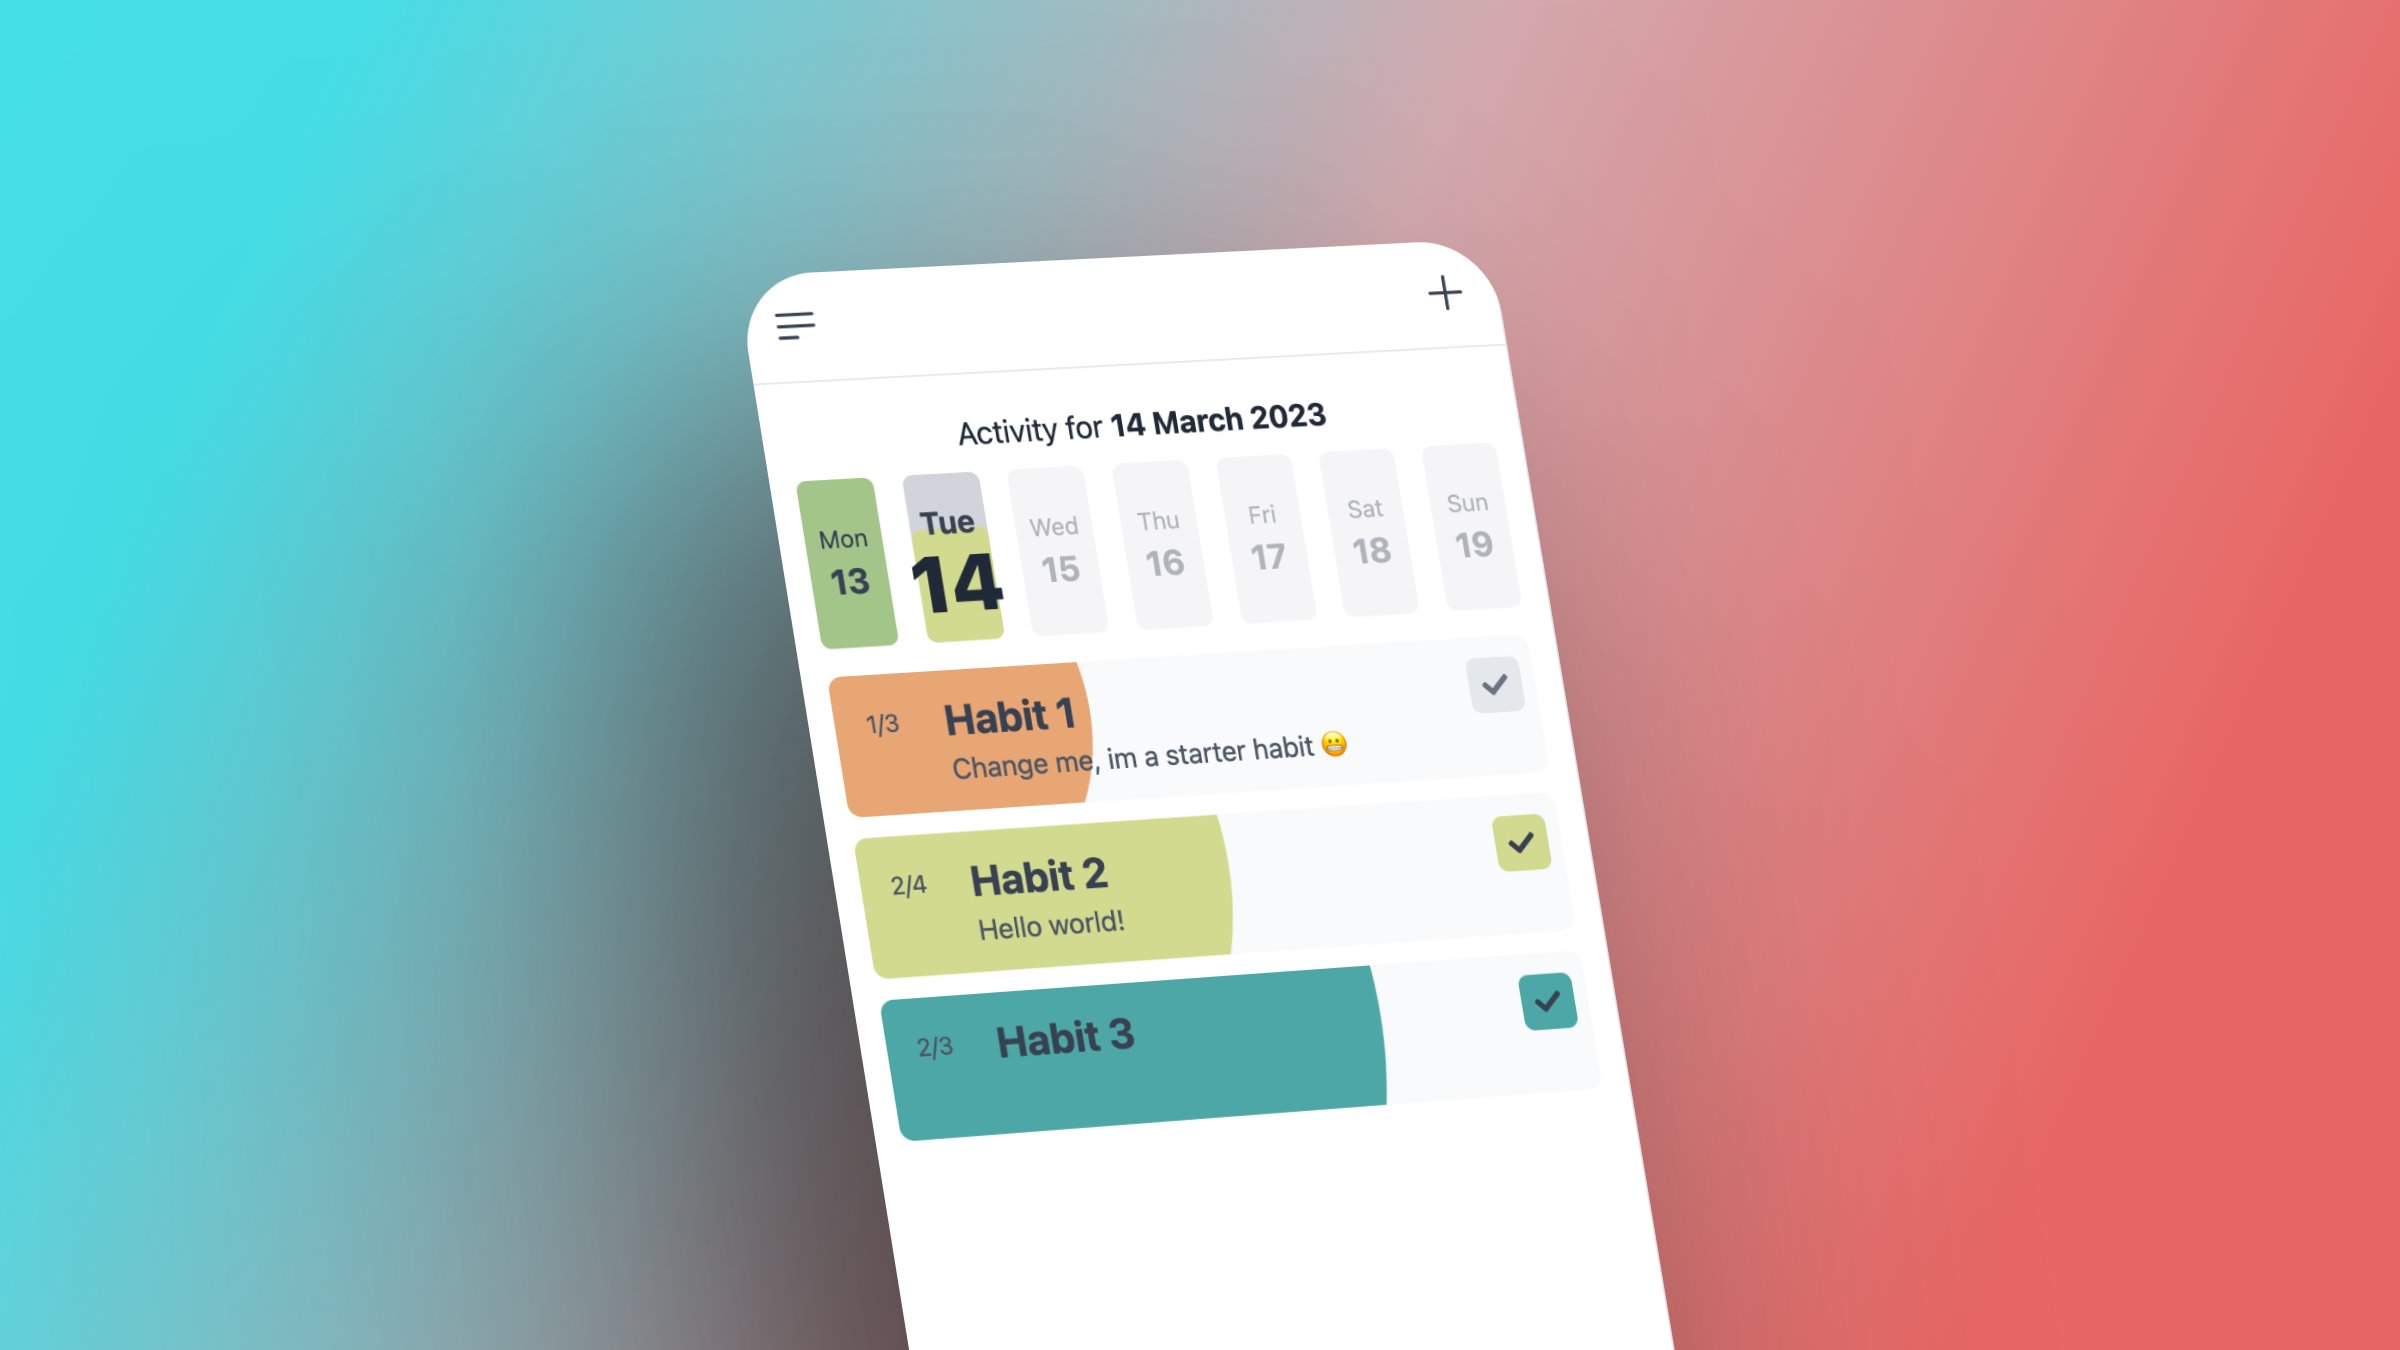 Activity for 14 March 2023
Mon Tue Wed Thu Fri Sat Sun
13 14 15 16 17 18 19
1/3 Habit 1
Change me, im a starter habit 😬
2/4 Habit 2
Hello world!
2/3 Habit 3